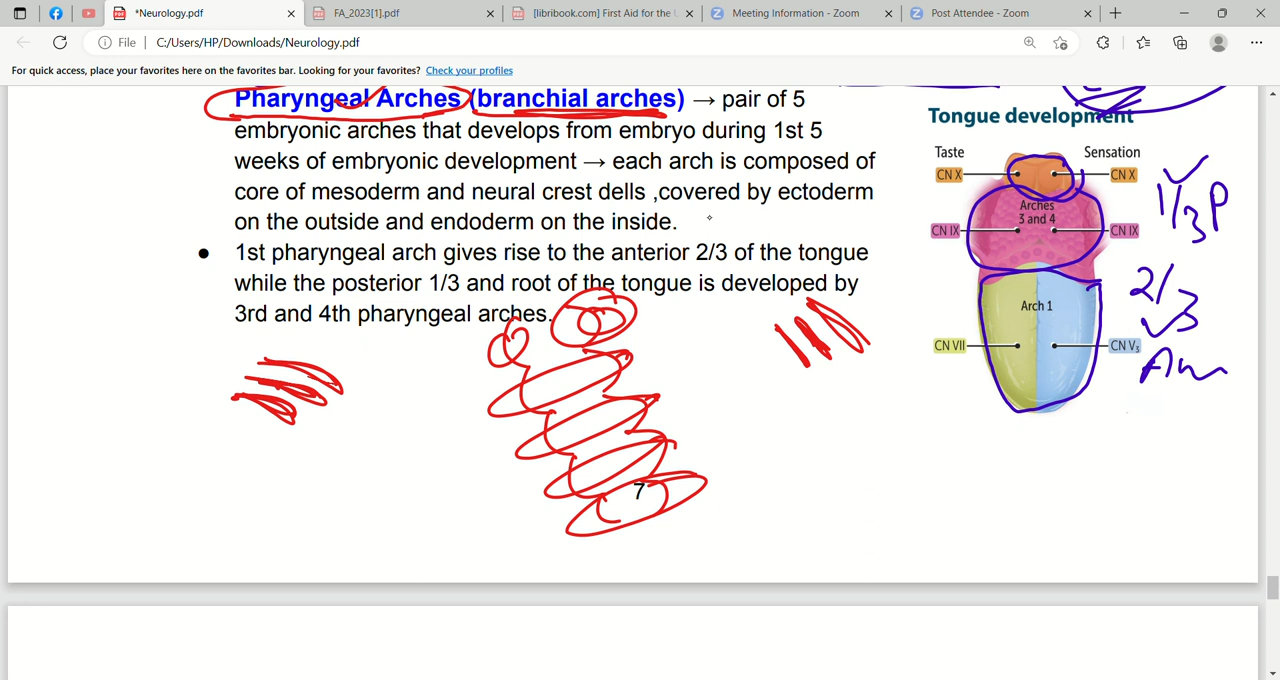 *Neurology.pdf
FA_2023[1].pdf
[libribook.com] First Aid for the U
Meeting Information - Zoom
Post Attendee - Zoom
File
C:/Users/HP/Downloads/Neurology.pdf
For quick access, place your favorites here on the favorites bar. Looking for your favorites? Check your profiles
Pharyngeal Arches (branchial arches) → pair of 5
embryonic arches that develops from embryo during 1st 5
weeks of embryonic development → each arch is composed of
core of mesoderm and neural crest dells ,covered by ectoderm
on the outside and endoderm on the inside.
● 1st pharyngeal arch gives rise to the anterior 2/3 of the tongue
while the posterior 1/3 and root of the tongue is developed by
3rd and 4th pharyngeal arches.
7
Tongue development
Taste
Sensation
CN X
CN X
Arches
3 and 4
CN IX
CN IX
Arch 1
CN VII
CN V3
1/3 P
2/3